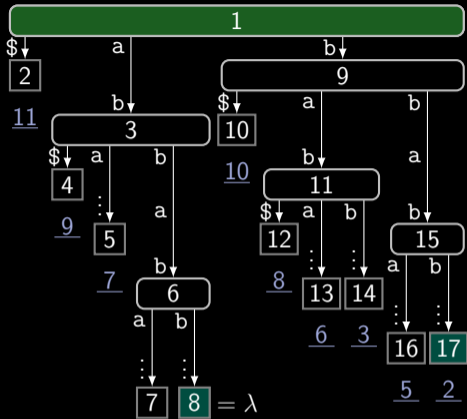 1
$ a b
2 9
11 b $ a b
3 10
$ a b 10 b a
4 11
⋮ a $ a b b
9 5 12 ⋮ ⋮ 15
7 b 8 13 14 a b
6 6 3 ⋮ ⋮
a b 16 17
⋮ ⋮ 5 2
7 8 = λ